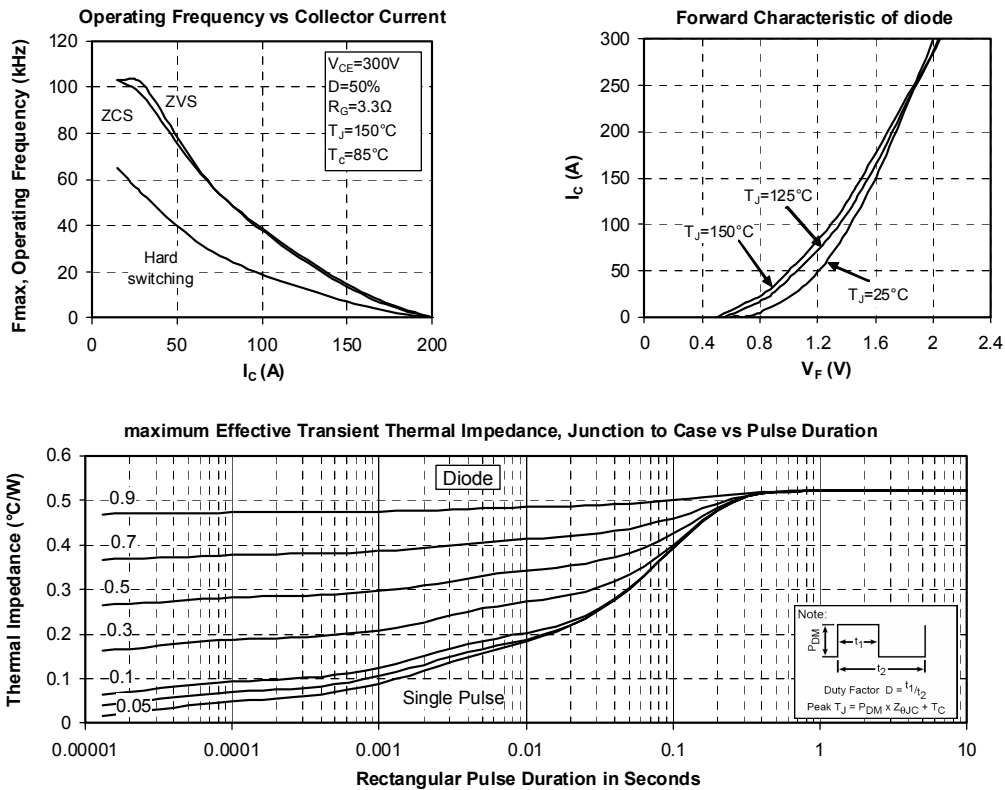 Operating Frequency vs Collector Current
Fmax, Operating Frequency (kHz)
120
100
80
60
40
20
0
ZVS
ZCS
Hard
switching
VCE=300V
D=50%
RG=3.3Ω
TJ=150°C
Tc=85°C
0 50 100 150 200
IC (A)
Forward Characteristic of diode
IC (A)
300
250
200
150
100
50
0
TJ=125°C
TJ=150°C
TJ=25°C
0 0.4 0.8 1.2 1.6 2 2.4
VF (V)
maximum Effective Transient Thermal Impedance, Junction to Case vs Pulse Duration
Thermal Impedance (°C/W)
0.6
0.5
0.4
0.3
0.2
0.1
0
Diode
0.9
0.7
0.5
0.3
0.1
0.05
Single Pulse
Note:
PDM
t1
t2
Duty Factor D = t1/t2
Peak TJ = PDM x ZθJC + TC
0.00001 0.0001 0.001 0.01 0.1 1 10
Rectangular Pulse Duration in Seconds